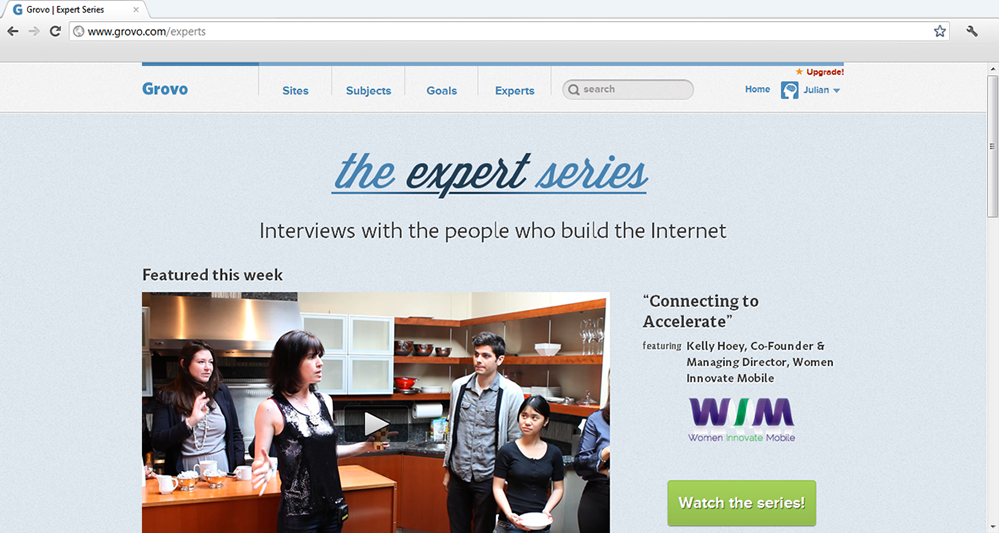 Grovo | Expert Series
www.grovo.com/experts
Upgrade!
Grovo Sites Subjects Goals Experts search Home Julian
the expert series
Interviews with the people who build the Internet
Featured this week
“Connecting to
Accelerate”
featuring Kelly Hoey, Co-Founder &
Managing Director, Women
Innovate Mobile
WIM
Women Innovate Mobile
Watch the series!